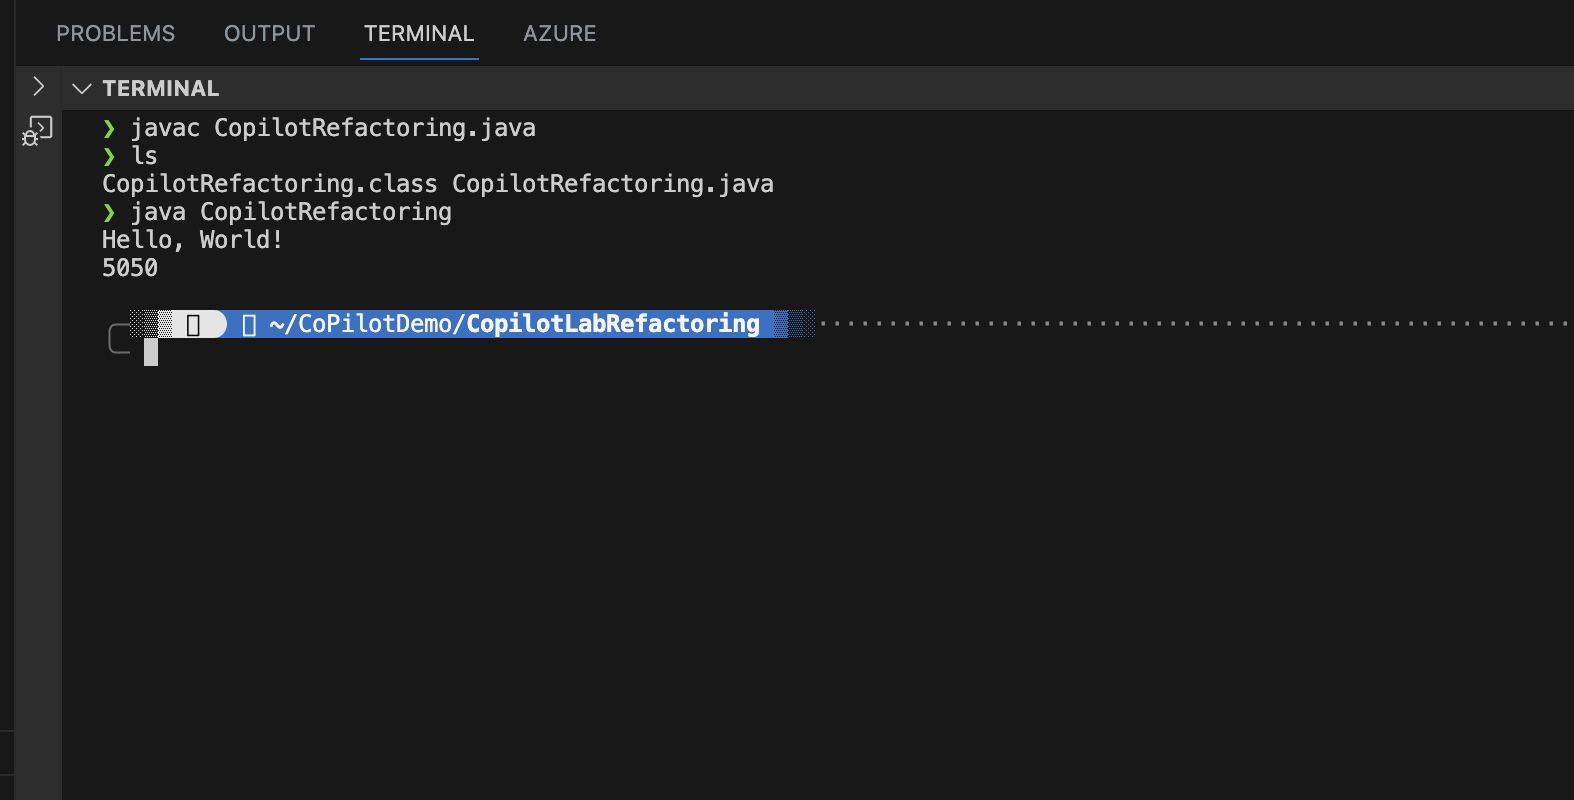 PROBLEMS OUTPUT TERMINAL AZURE
TERMINAL
❯ javac CopilotRefactoring.java
❯ ls
CopilotRefactoring.class CopilotRefactoring.java
❯ java CopilotRefactoring
Hello, World!
5050
~/CoPilotDemo/CopilotLabRefactoring